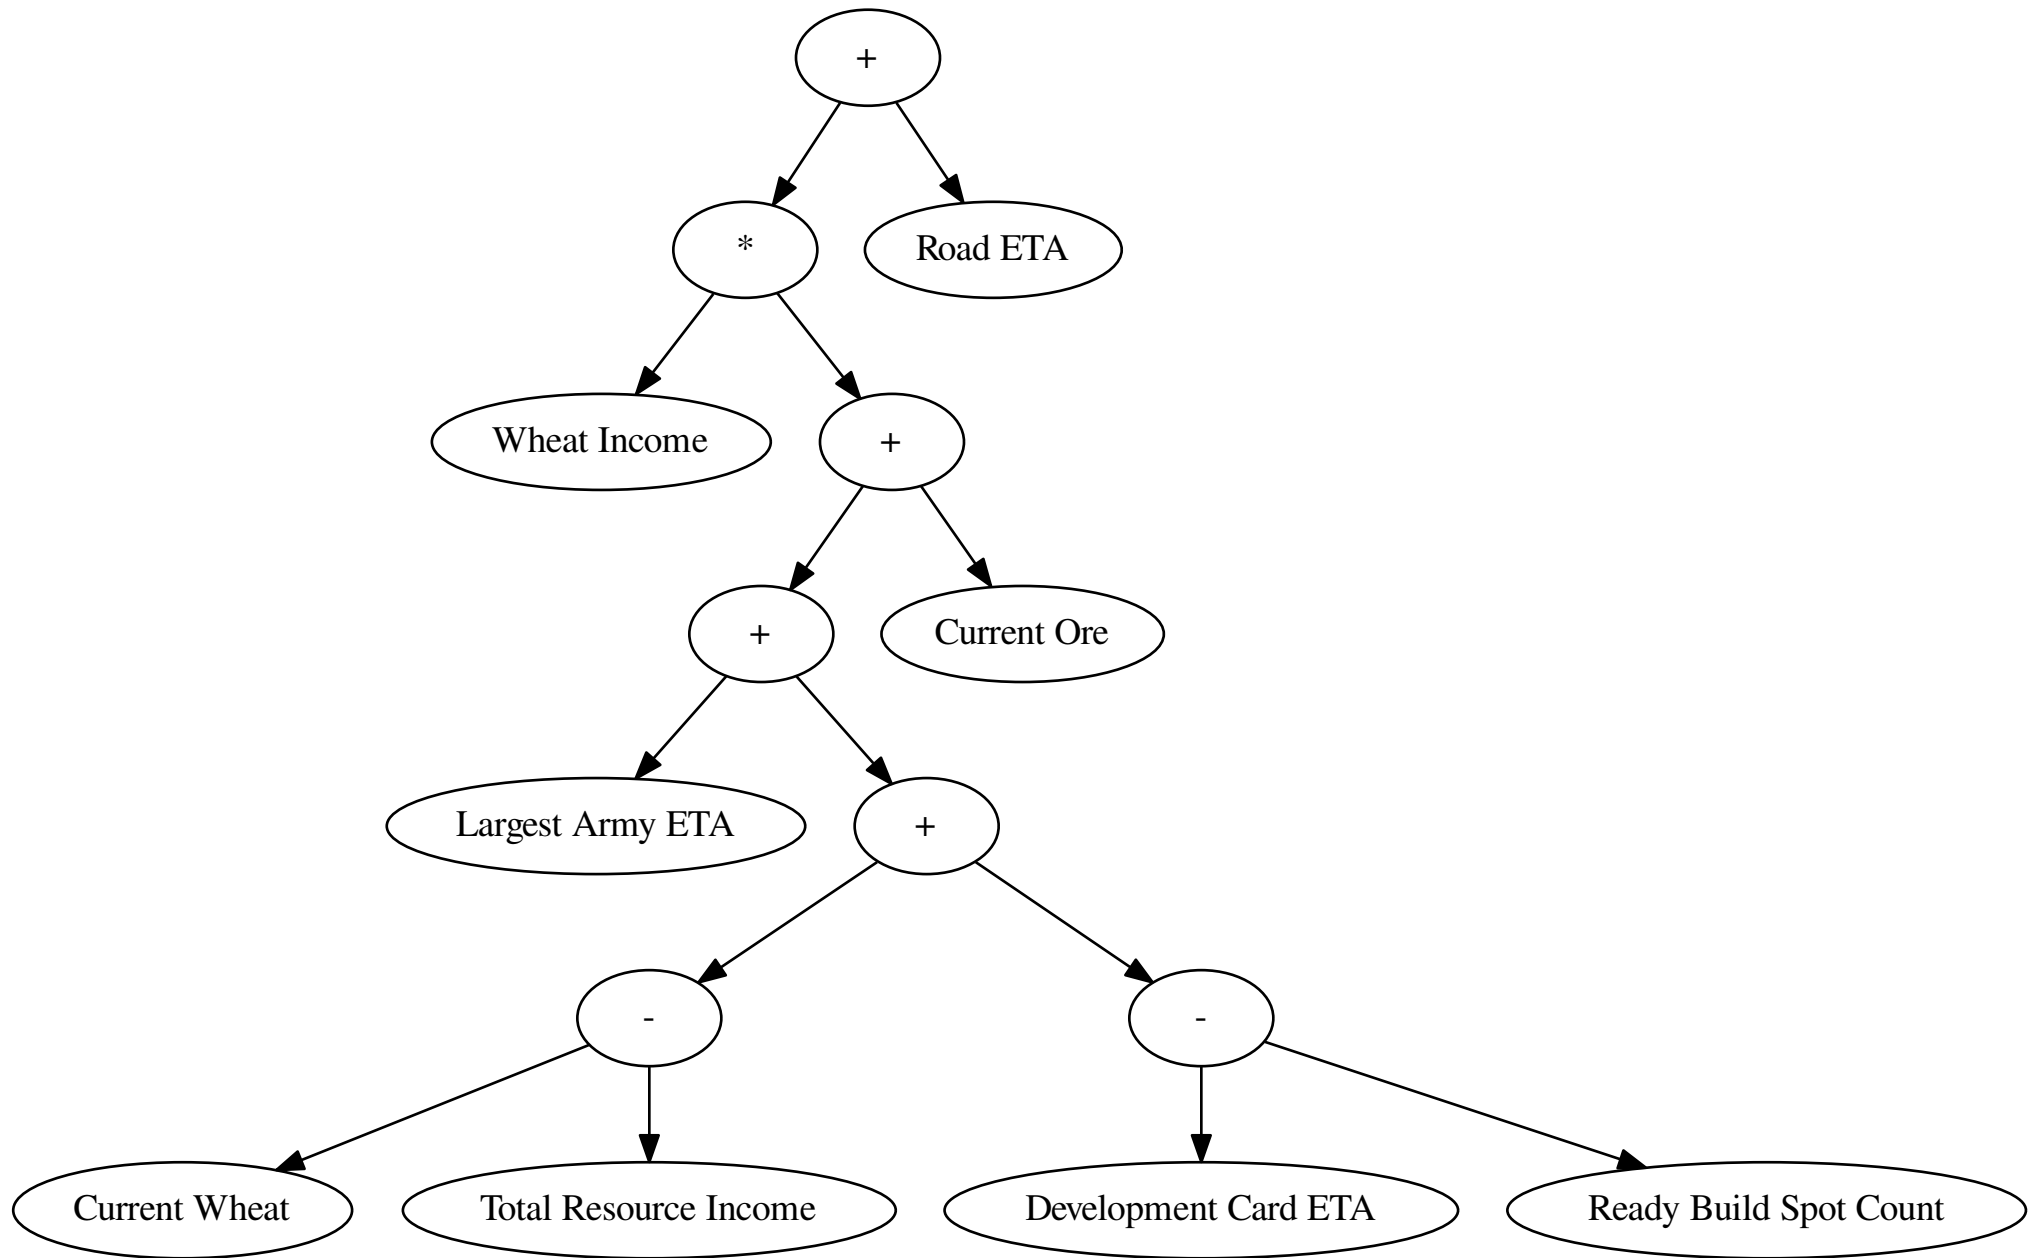 +
*
Road ETA
Wheat Income
+
+
Current Ore
Largest Army ETA
+
-
-
Current Wheat
Total Resource Income
Development Card ETA
Ready Build Spot Count